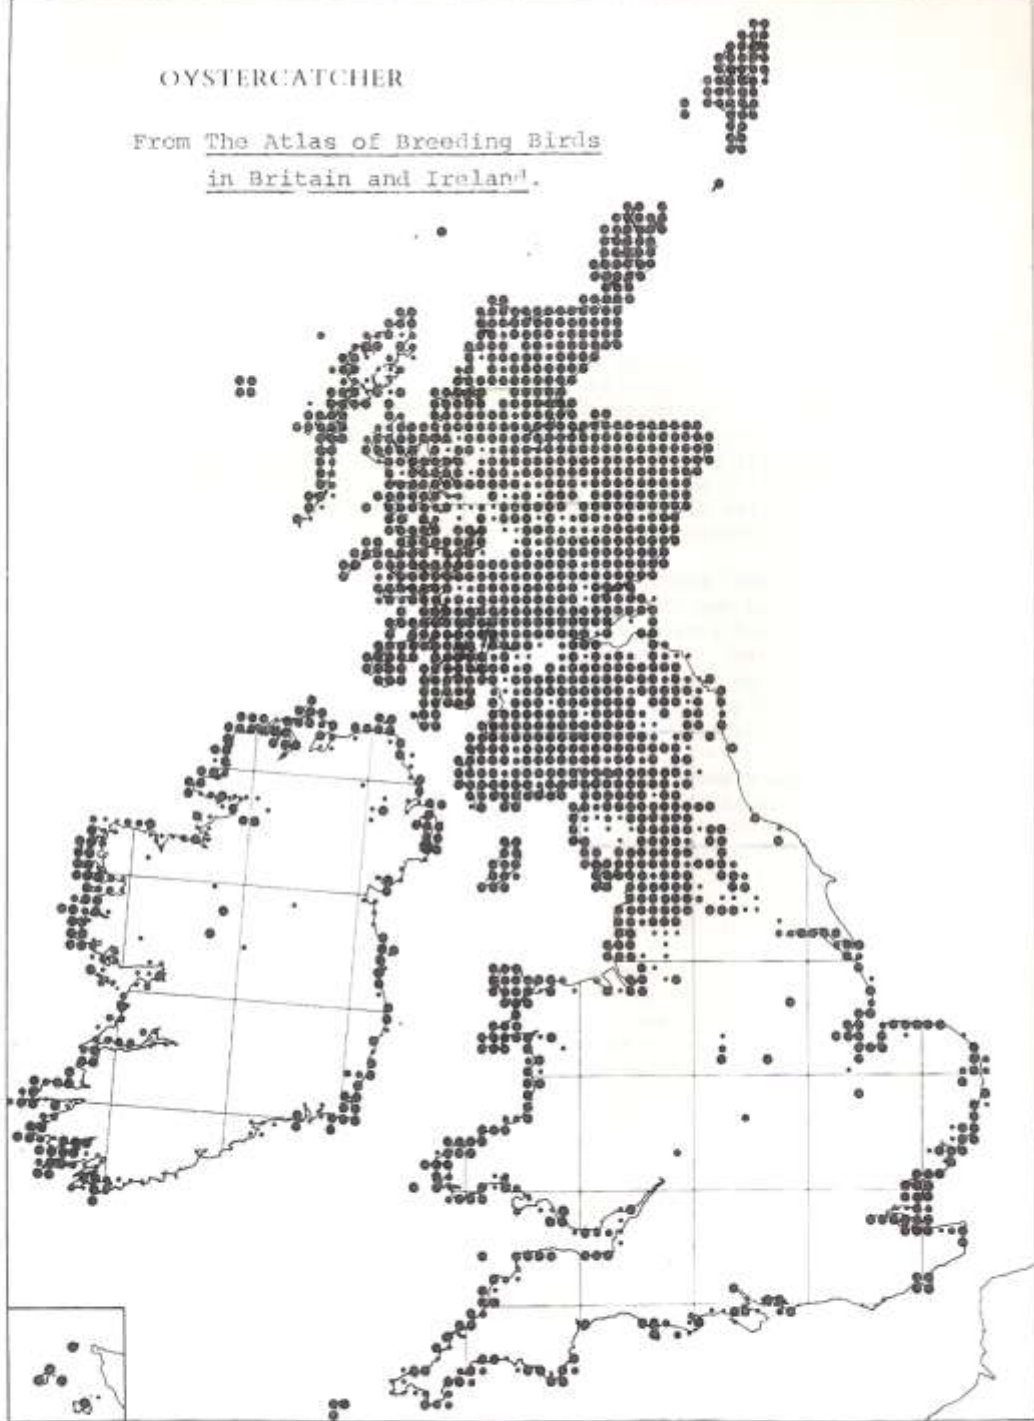 OYSTERCATCHER
From The Atlas of Breeding Birds
in Britain and Ireland.